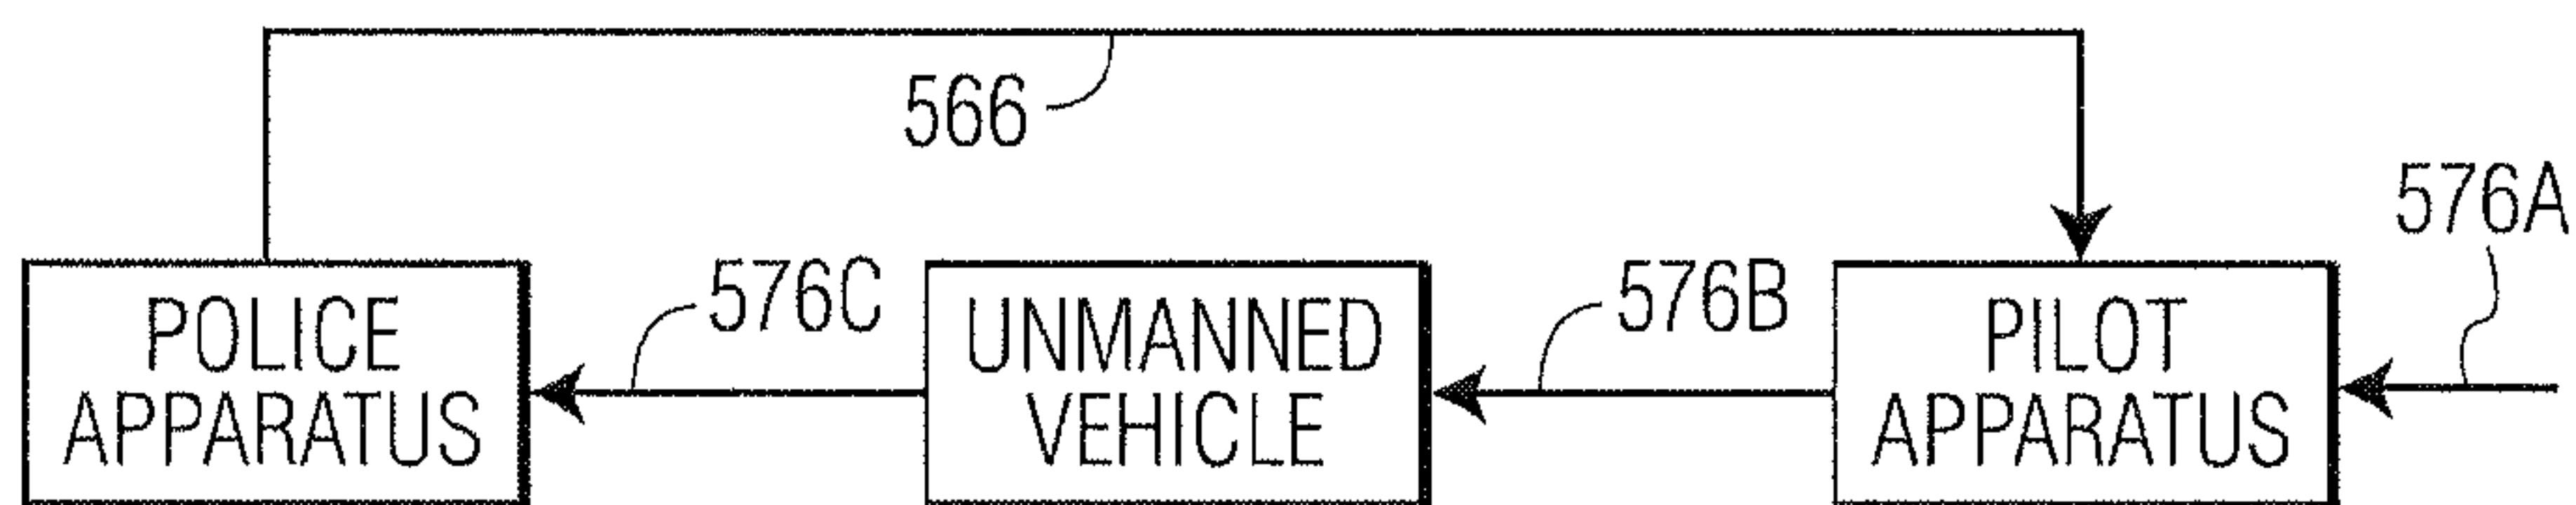 566
576A
POLICE
APPARATUS
576C
UNMANNED
VEHICLE
576B
PILOT
APPARATUS